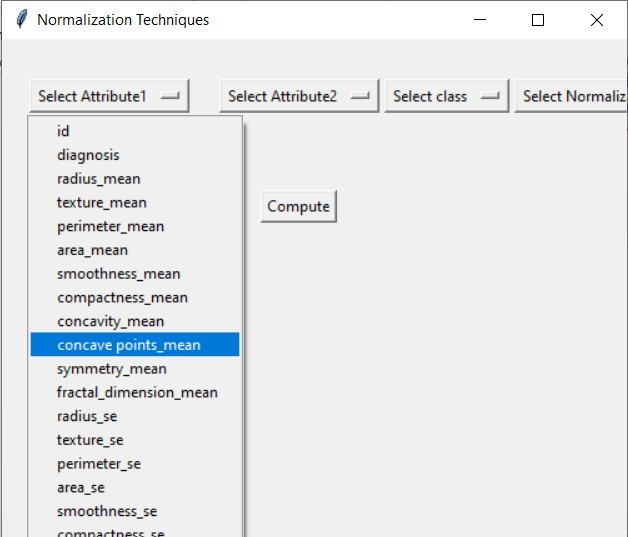 Normalization Techniques
Select Attribute1 Select Attribute2 Select class Select Normaliz
id
diagnosis
radius_mean
texture_mean
perimeter_mean
area_mean
smoothness_mean
compactness_mean
concavity_mean
concave points_mean
symmetry_mean
fractal_dimension_mean
radius_se
texture_se
perimeter_se
area_se
smoothness_se
compactness_se
Compute